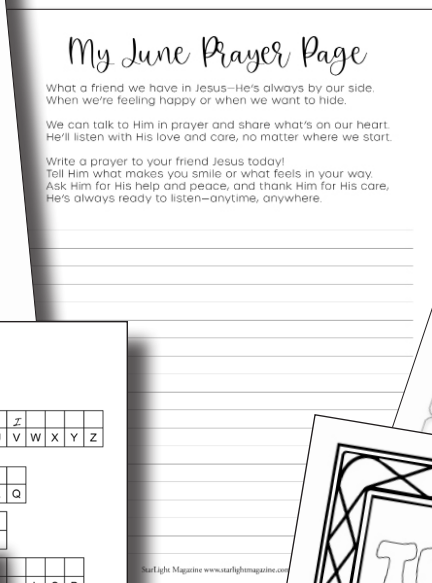 My June Prayer Page
What a friend we have in Jesus—He's always by our side.
When we're feeling happy or when we want to hide.
We can talk to Him in prayer and share what's on our heart.
He'll listen with His love and care, no matter where we start.
Write a prayer to your friend Jesus today!
Tell Him what makes you smile or what feels in your way.
Ask Him for His help and peace, and thank Him for His care,
He's always ready to listen—anytime, anywhere.
I
V W X Y Z
Q
StarLight Magazine www.starlightmagazine.com